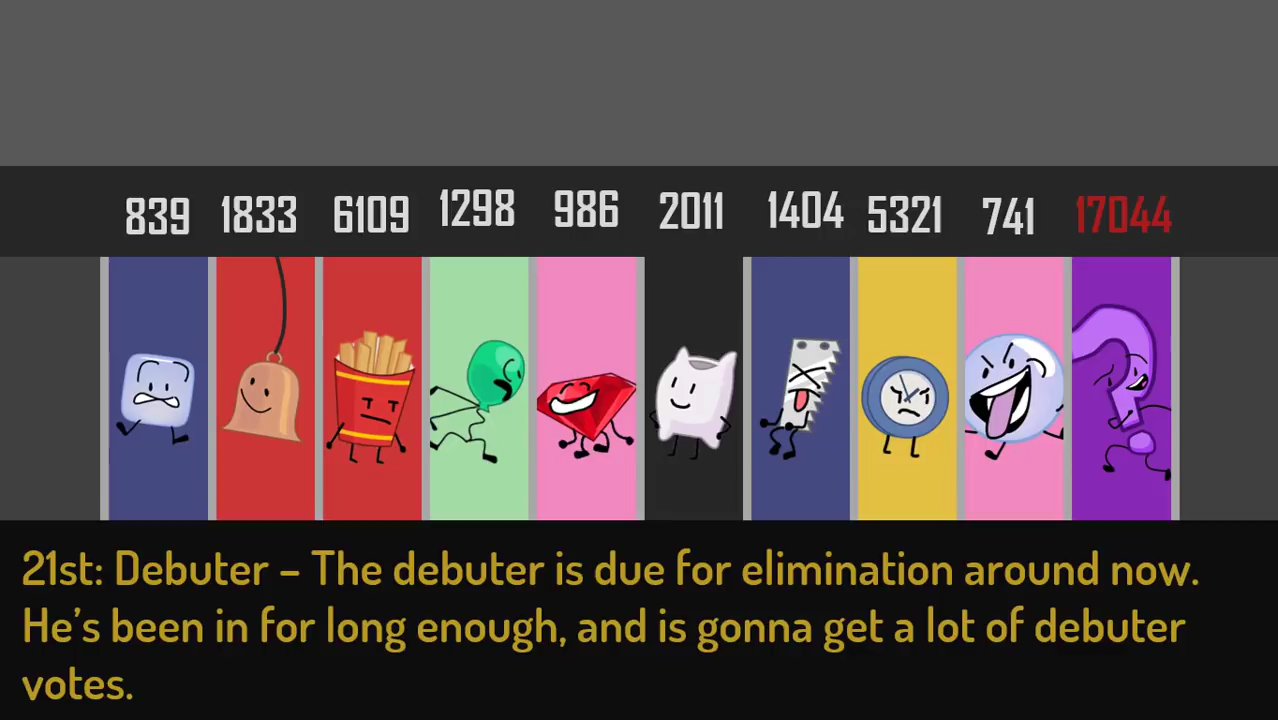 839 1833 6109 1298 986 2011 1404 5321 741 17044
21st: Debuter – The debuter is due for elimination around now.
He’s been in for long enough, and is gonna get a lot of debuter
votes.